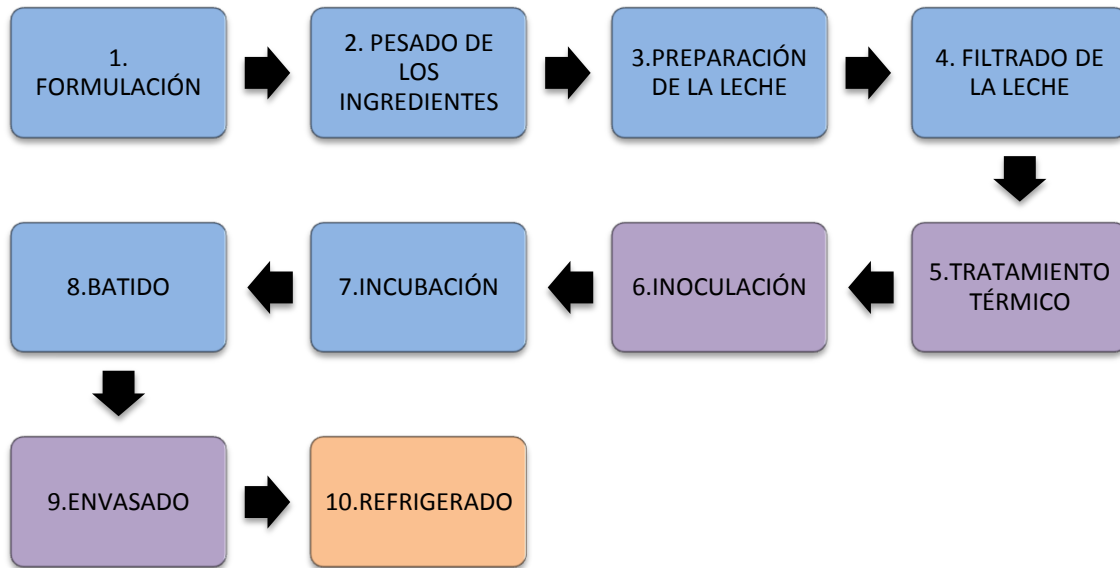 1.
FORMULACIÓN
2. PESADO DE
LOS
INGREDIENTES
3.PREPARACIÓN
DE LA LECHE
4. FILTRADO DE
LA LECHE
5.TRATAMIENTO
TÉRMICO
6.INOCULACIÓN
7.INCUBACIÓN
8.BATIDO
9.ENVASADO
10.REFRIGERADO